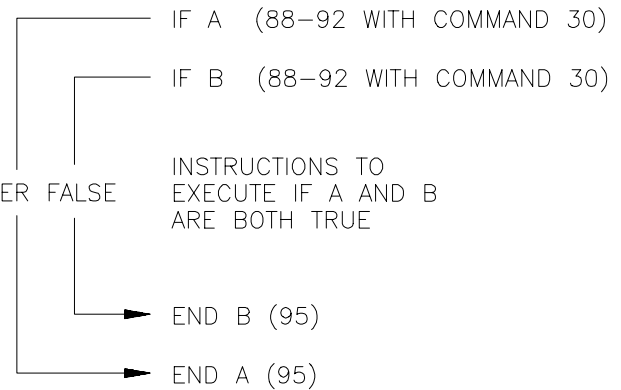 IF A (88-92 WITH COMMAND 30)
IF B (88-92 WITH COMMAND 30)
INSTRUCTIONS TO
ER FALSE EXECUTE IF A AND B
ARE BOTH TRUE
END B (95)
END A (95)